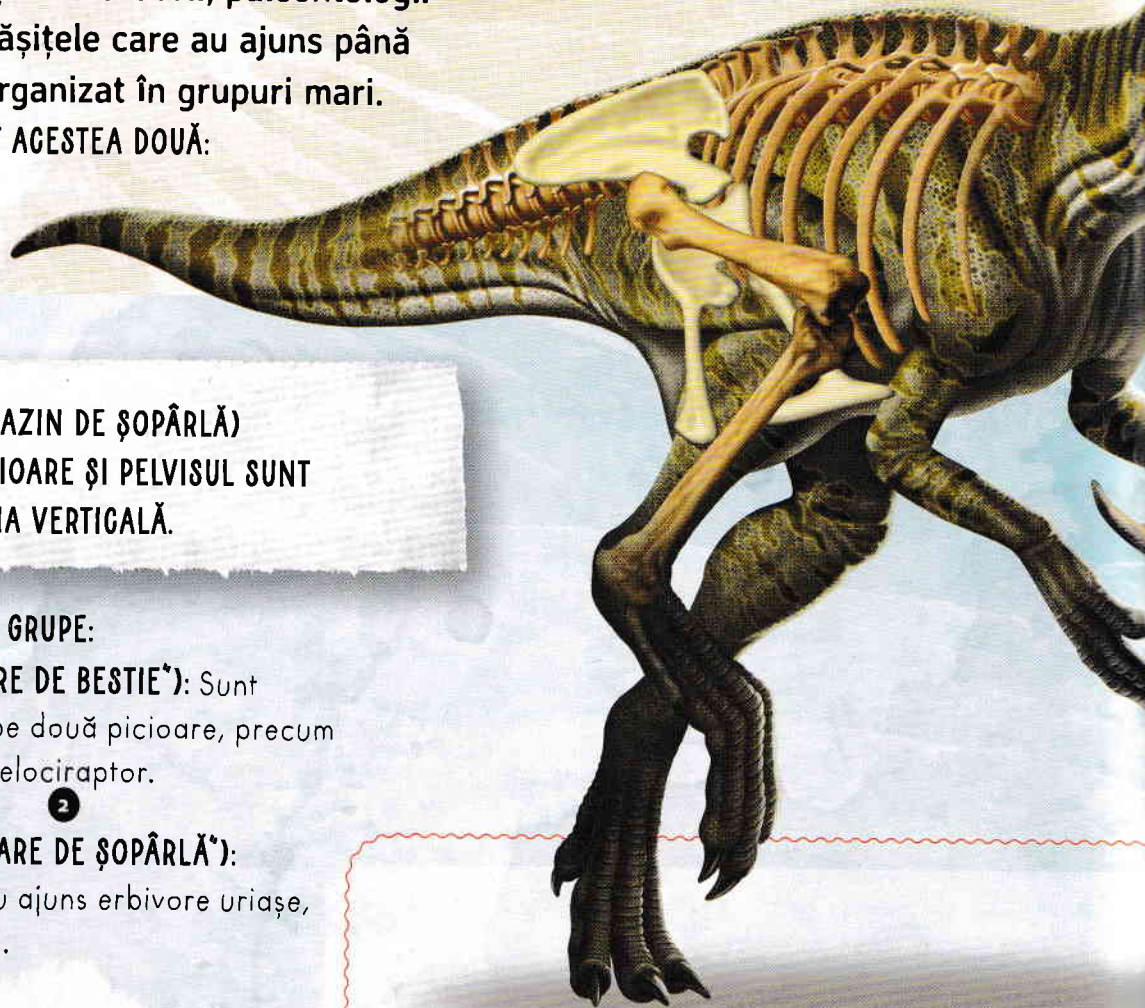 ășițele care au ajuns până
rganizat în grupuri mari.
ACESTEA DOUĂ:
AZIN DE ȘOPÂRLĂ)
IOARE ȘI PELVISUL SUNT
IA VERTICALĂ.
GRUPE:
RE DE BESTIE"): Sunt
pe două picioare, precum
elociraptor.
2
ARE DE ȘOPÂRLĂ"):
u ajuns erbivore uriașe,
.